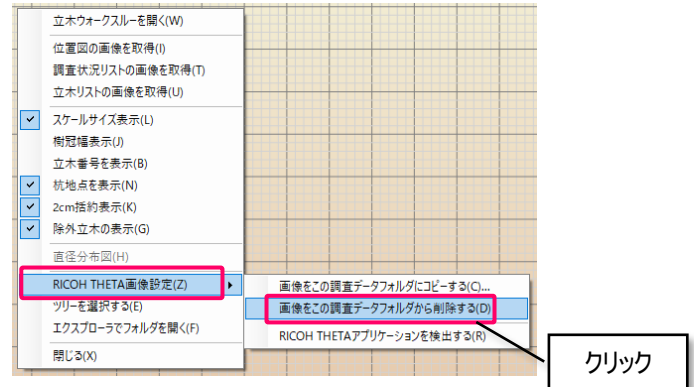 立木ウォークスルーを開く(W)
位置図の画像を取得(I)
調査状況リストの画像を取得(T)
立木リストの画像を取得(U)
スケールサイズ表示(L)
樹冠幅表示(J)
立木番号を表示(B)
杭地点を表示(N)
2cm括約表示(K)
除外立木の表示(G)
直径分布図(H)
RICOH THETA画像設定(Z)
ツリーを選択する(E)
エクスプローラでフォルダを開く(F)
閉じる(X)
画像をこの調査データフォルダにコピーする(C)...
画像をこの調査データフォルダから削除する(D)
RICOH THETAアプリケーションを検出する(R)
クリック